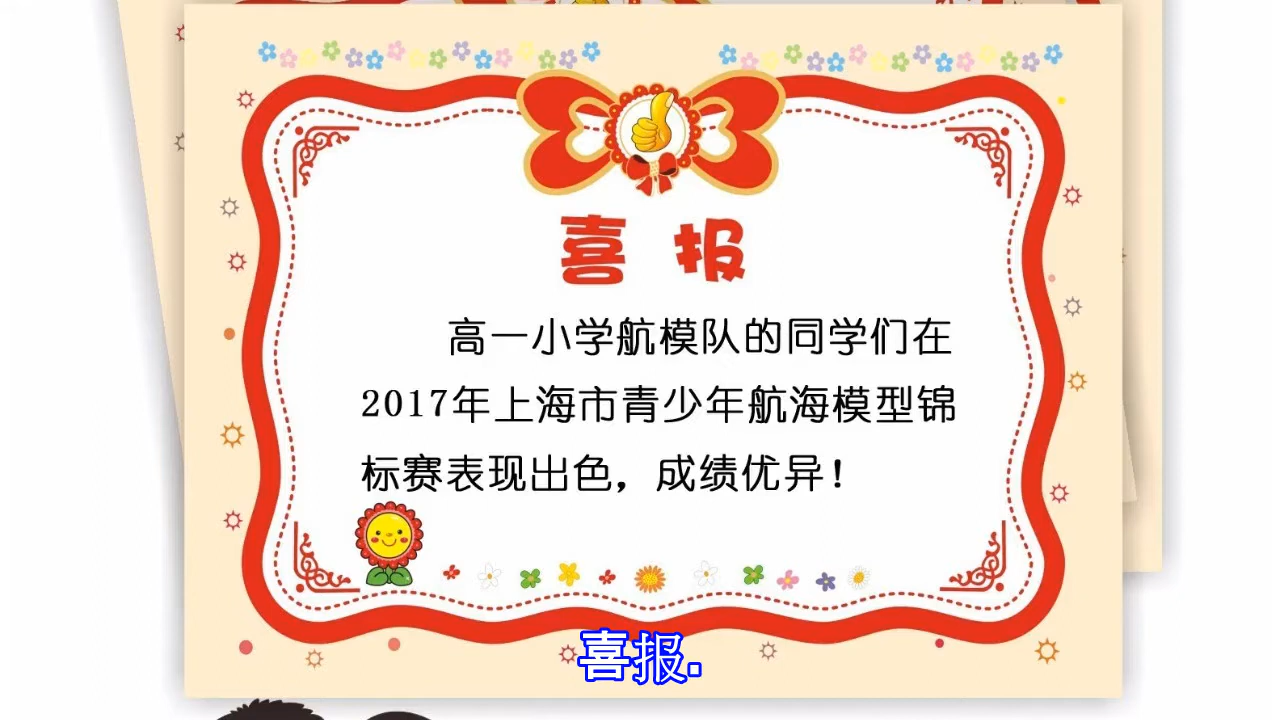 喜报
高一小学航模队的同学们在
2017年上海市青少年航海模型锦
标赛表现出色，成绩优异！
喜报.